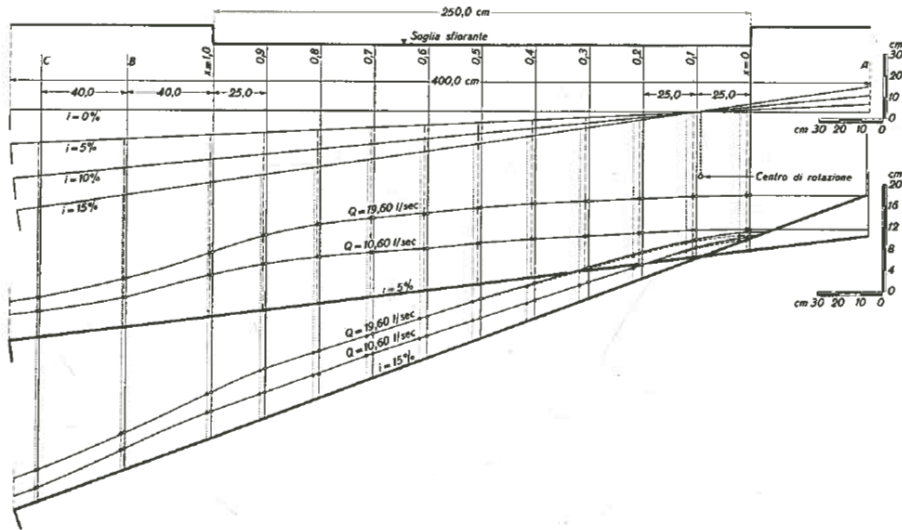 250,0 cm
Soglia sfiorante
C
B
x=1,0
0,9
0,8
0,7
0,6
0,5
0,4
0,3
0,2
0,1
x=0
A
cm
30
20
10
0
400,0 cm
40,0
40,0
25,0
25,0
25,0
i=0%
i=5%
i=10%
i=15%
cm 30 20 10 0
Centro di rotazione
cm
20
16
12
8
4
0
cm 30 20 10 0
Q=19,60 l/sec
Q=10,60 l/sec
i=5%
Q=19,60 l/sec
Q=10,60 l/sec
i=15%